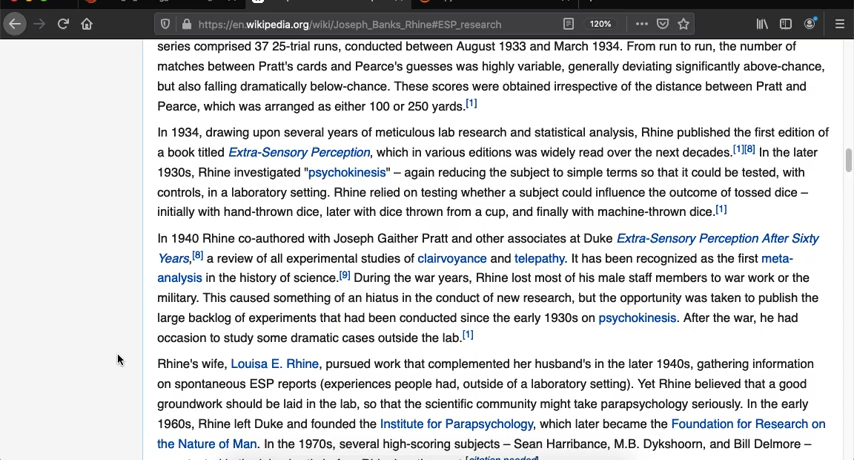 https://en.wikipedia.org/wiki/Joseph_Banks_Rhine#ESP_research
120%
series comprised 37 25-trial runs, conducted between August 1933 and March 1934. From run to run, the number of
matches between Pratt's cards and Pearce's guesses was highly variable, generally deviating significantly above-chance,
but also falling dramatically below-chance. These scores were obtained irrespective of the distance between Pratt and
Pearce, which was arranged as either 100 or 250 yards.[1]
In 1934, drawing upon several years of meticulous lab research and statistical analysis, Rhine published the first edition of
a book titled Extra-Sensory Perception, which in various editions was widely read over the next decades.[1][8] In the later
1930s, Rhine investigated "psychokinesis" – again reducing the subject to simple terms so that it could be tested, with
controls, in a laboratory setting. Rhine relied on testing whether a subject could influence the outcome of tossed dice –
initially with hand-thrown dice, later with dice thrown from a cup, and finally with machine-thrown dice.[1]
In 1940 Rhine co-authored with Joseph Gaither Pratt and other associates at Duke Extra-Sensory Perception After Sixty
Years,[8] a review of all experimental studies of clairvoyance and telepathy. It has been recognized as the first meta-
analysis in the history of science.[9] During the war years, Rhine lost most of his male staff members to war work or the
military. This caused something of an hiatus in the conduct of new research, but the opportunity was taken to publish the
large backlog of experiments that had been conducted since the early 1930s on psychokinesis. After the war, he had
occasion to study some dramatic cases outside the lab.[1]
Rhine's wife, Louisa E. Rhine, pursued work that complemented her husband's in the later 1940s, gathering information
on spontaneous ESP reports (experiences people had, outside of a laboratory setting). Yet Rhine believed that a good
groundwork should be laid in the lab, so that the scientific community might take parapsychology seriously. In the early
1960s, Rhine left Duke and founded the Institute for Parapsychology, which later became the Foundation for Research on
the Nature of Man. In the 1970s, several high-scoring subjects – Sean Harribance, M.B. Dykshoorn, and Bill Delmore –
[citation needed]